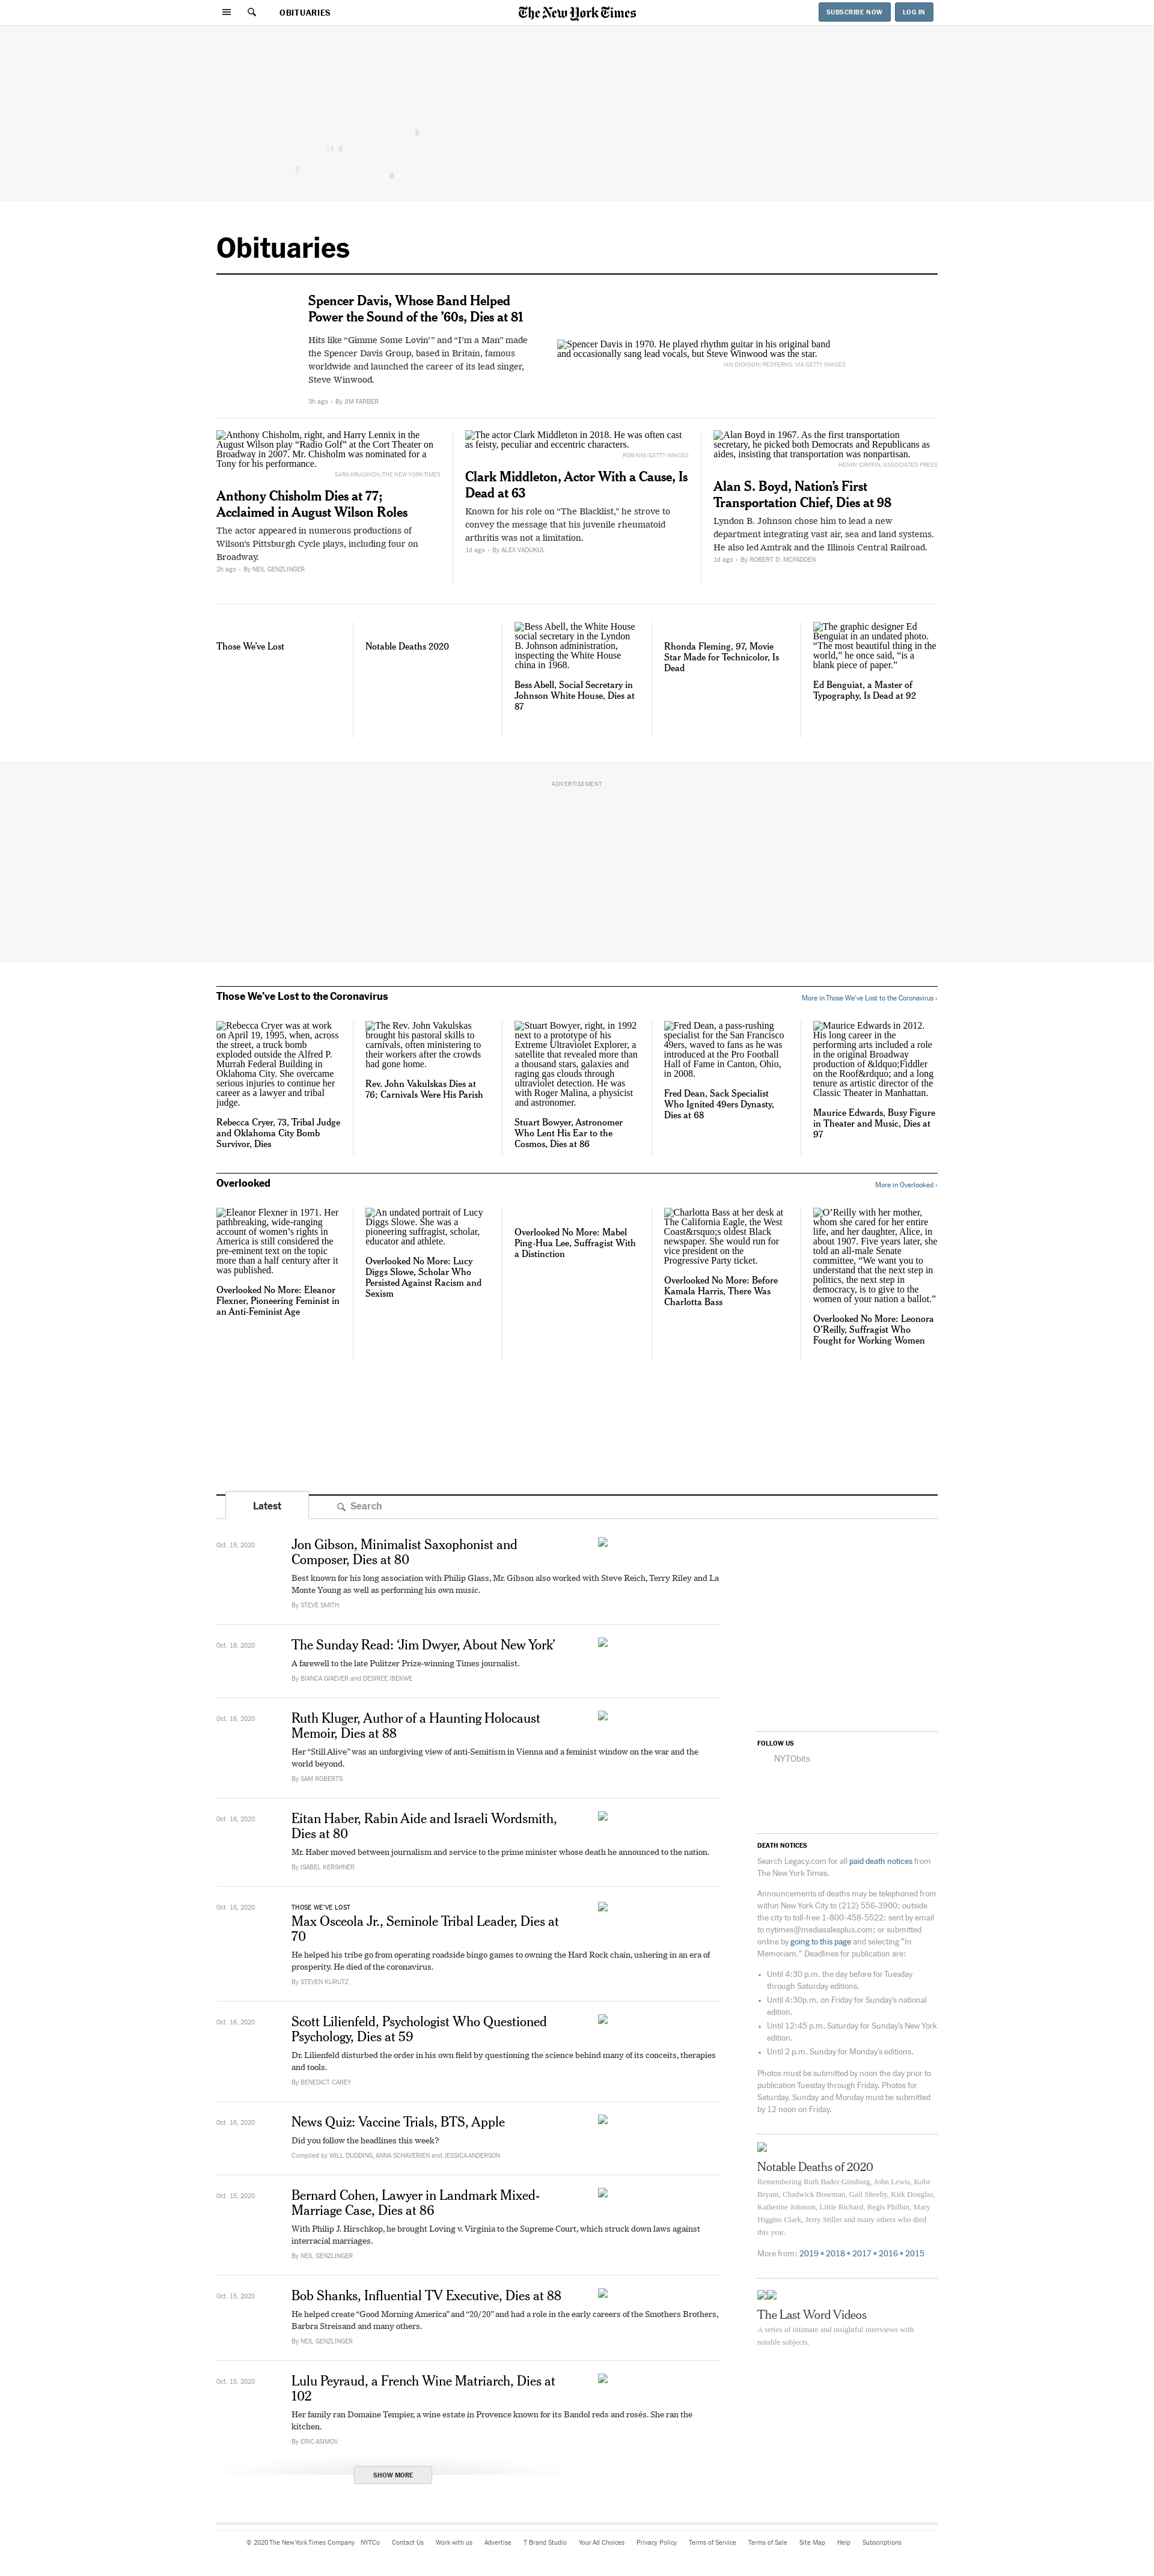 OBITUARIES
The New York Times
SUBSCRIBE NOW
LOG IN
0
0 1 0
0
0
Obituaries
Spencer Davis, Whose Band Helped
Power the Sound of the ’60s, Dies at 81
Hits like “Gimme Some Lovin’” and “I’m a Man” made
the Spencer Davis Group, based in Britain, famous
worldwide and launched the career of its lead singer,
Steve Winwood.
3h ago - By JIM FARBER
Spencer Davis in 1970. He played rhythm guitar in his original band
and occasionally sang lead vocals, but Steve Winwood was the star.
IAN DICKSON/REDFERNS, VIA GETTY IMAGES
Anthony Chisholm, right, and Harry Lennix in the
August Wilson play “Radio Golf” at the Cort Theater on
Broadway in 2007. Mr. Chisholm was nominated for a
Tony for his performance.
SARA KRULWICH/THE NEW YORK TIMES
Anthony Chisholm Dies at 77;
Acclaimed in August Wilson Roles
The actor appeared in numerous productions of
Wilson’s Pittsburgh Cycle plays, including four on
Broadway.
2h ago - By NEIL GENZLINGER
The actor Clark Middleton in 2018. He was often cast
as feisty, peculiar and eccentric characters.
ROB KIM/GETTY IMAGES
Clark Middleton, Actor With a Cause, Is
Dead at 63
Known for his role on “The Blacklist,” he strove to
convey the message that his juvenile rheumatoid
arthritis was not a limitation.
1d ago - By ALEX VADUKUL
Alan Boyd in 1967. As the first transportation
secretary, he picked both Democrats and Republicans as
aides, insisting that transportation was nonpartisan.
HENRY GRIFFIN/ASSOCIATED PRESS
Alan S. Boyd, Nation’s First
Transportation Chief, Dies at 98
Lyndon B. Johnson chose him to lead a new
department integrating vast air, sea and land systems.
He also led Amtrak and the Illinois Central Railroad.
1d ago - By ROBERT D. MCFADDEN
Those We’ve Lost
Notable Deaths 2020
Bess Abell, the White House
social secretary in the Lyndon
B. Johnson administration,
inspecting the White House
china in 1968.
Bess Abell, Social Secretary in
Johnson White House, Dies at
87
Rhonda Fleming, 97, Movie
Star Made for Technicolor, Is
Dead
The graphic designer Ed
Benguiat in an undated photo.
“The most beautiful thing in the
world,” he once said, “is a
blank piece of paper.”
Ed Benguiat, a Master of
Typography, Is Dead at 92
ADVERTISEMENT
Those We’ve Lost to the Coronavirus
More in Those We’ve Lost to the Coronavirus ›
Rebecca Cryer was at work
on April 19, 1995, when, across
the street, a truck bomb
exploded outside the Alfred P.
Murrah Federal Building in
Oklahoma City. She overcame
serious injuries to continue her
career as a lawyer and tribal
judge.
Rebecca Cryer, 73, Tribal Judge
and Oklahoma City Bomb
Survivor, Dies
The Rev. John Vakulskas
brought his pastoral skills to
carnivals, often ministering to
their workers after the crowds
had gone home.
Rev. John Vakulskas Dies at
76; Carnivals Were His Parish
Stuart Bowyer, right, in 1992
next to a prototype of his
Extreme Ultraviolet Explorer, a
satellite that revealed more than
a thousand stars, galaxies and
raging gas clouds through
ultraviolet detection. He was
with Roger Malina, a physicist
and astronomer.
Stuart Bowyer, Astronomer
Who Lent His Ear to the
Cosmos, Dies at 86
Fred Dean, a pass-rushing
specialist for the San Francisco
49ers, waved to fans as he was
introduced at the Pro Football
Hall of Fame in Canton, Ohio,
in 2008.
Fred Dean, Sack Specialist
Who Ignited 49ers Dynasty,
Dies at 68
Maurice Edwards in 2012.
His long career in the
performing arts included a role
in the original Broadway
production of &ldquo;Fiddler
on the Roof&rdquo; and a long
tenure as artistic director of the
Classic Theater in Manhattan.
Maurice Edwards, Busy Figure
in Theater and Music, Dies at
97
Overlooked
More in Overlooked ›
Eleanor Flexner in 1971. Her
pathbreaking, wide-ranging
account of women’s rights in
America is still considered the
pre-eminent text on the topic
more than a half century after it
was published.
Overlooked No More: Eleanor
Flexner, Pioneering Feminist in
an Anti-Feminist Age
An undated portrait of Lucy
Diggs Slowe. She was a
pioneering suffragist, scholar,
educator and athlete.
Overlooked No More: Lucy
Diggs Slowe, Scholar Who
Persisted Against Racism and
Sexism
Overlooked No More: Mabel
Ping-Hua Lee, Suffragist With
a Distinction
Charlotta Bass at her desk at
The California Eagle, the West
Coast&rsquo;s oldest Black
newspaper. She would run for
vice president on the
Progressive Party ticket.
Overlooked No More: Before
Kamala Harris, There Was
Charlotta Bass
O’Reilly with her mother,
whom she cared for her entire
life, and her daughter, Alice, in
about 1907. Five years later, she
told an all-male Senate
committee, “We want you to
understand that the next step in
politics, the next step in
democracy, is to give to the
women of your nation a ballot.”
Overlooked No More: Leonora
O’Reilly, Suffragist Who
Fought for Working Women
Latest
Search
Oct. 19, 2020
Jon Gibson, Minimalist Saxophonist and
Composer, Dies at 80
Best known for his long association with Philip Glass, Mr. Gibson also worked with Steve Reich, Terry Riley and La
Monte Young as well as performing his own music.
By STEVE SMITH
Oct. 18, 2020
The Sunday Read: ‘Jim Dwyer, About New York’
A farewell to the late Pulitzer Prize-winning Times journalist.
By BIANCA GIAEVER and DESIREE IBEKWE
Oct. 16, 2020
Ruth Kluger, Author of a Haunting Holocaust
Memoir, Dies at 88
Her “Still Alive” was an unforgiving view of anti-Semitism in Vienna and a feminist window on the war and the
world beyond.
By SAM ROBERTS
Oct. 16, 2020
Eitan Haber, Rabin Aide and Israeli Wordsmith,
Dies at 80
Mr. Haber moved between journalism and service to the prime minister whose death he announced to the nation.
By ISABEL KERSHNER
Oct. 16, 2020
THOSE WE’VE LOST
Max Osceola Jr., Seminole Tribal Leader, Dies at
70
He helped his tribe go from operating roadside bingo games to owning the Hard Rock chain, ushering in an era of
prosperity. He died of the coronavirus.
By STEVEN KURUTZ
Oct. 16, 2020
Scott Lilienfeld, Psychologist Who Questioned
Psychology, Dies at 59
Dr. Lilienfeld disturbed the order in his own field by questioning the science behind many of its conceits, therapies
and tools.
By BENEDICT CAREY
Oct. 16, 2020
News Quiz: Vaccine Trials, BTS, Apple
Did you follow the headlines this week?
Compiled by WILL DUDDING, ANNA SCHAVERIEN and JESSICA ANDERSON
Oct. 15, 2020
Bernard Cohen, Lawyer in Landmark Mixed-
Marriage Case, Dies at 86
With Philip J. Hirschkop, he brought Loving v. Virginia to the Supreme Court, which struck down laws against
interracial marriages.
By NEIL GENZLINGER
Oct. 15, 2020
Bob Shanks, Influential TV Executive, Dies at 88
He helped create “Good Morning America” and “20/20” and had a role in the early careers of the Smothers Brothers,
Barbra Streisand and many others.
By NEIL GENZLINGER
Oct. 15, 2020
Lulu Peyraud, a French Wine Matriarch, Dies at
102
Her family ran Domaine Tempier, a wine estate in Provence known for its Bandol reds and rosés. She ran the
kitchen.
By ERIC ASIMOV
SHOW MORE
FOLLOW US
NYTObits
DEATH NOTICES
Search Legacy.com for all paid death notices from
The New York Times.
Announcements of deaths may be telephoned from
within New York City to (212) 556-3900; outside
the city to toll-free 1-800-458-5522; sent by email
to nytimes@mediasalesplus.com; or submitted
online by going to this page and selecting "In
Memoriam." Deadlines for publication are:
• Until 4:30 p.m. the day before for Tuesday
through Saturday editions.
• Until 4:30p.m. on Friday for Sunday’s national
edition.
• Until 12:45 p.m. Saturday for Sunday’s New York
edition.
• Until 2 p.m. Sunday for Monday’s editions.
Photos must be submitted by noon the day prior to
publication Tuesday through Friday. Photos for
Saturday, Sunday and Monday must be submitted
by 12 noon on Friday.
Notable Deaths of 2020
Remembering Ruth Bader Ginsburg, John Lewis, Kobe
Bryant, Chadwick Boseman, Gail Sheehy, Kirk Douglas,
Katherine Johnson, Little Richard, Regis Philbin, Mary
Higgins Clark, Jerry Stiller and many others who died
this year.
More from: 2019 • 2018 • 2017 • 2016 • 2015
The Last Word Videos
A series of intimate and insightful interviews with
notable subjects.
© 2020 The New York Times Company NYTCo Contact Us Work with us Advertise T Brand Studio Your Ad Choices Privacy Policy Terms of Service Terms of Sale Site Map Help Subscriptions